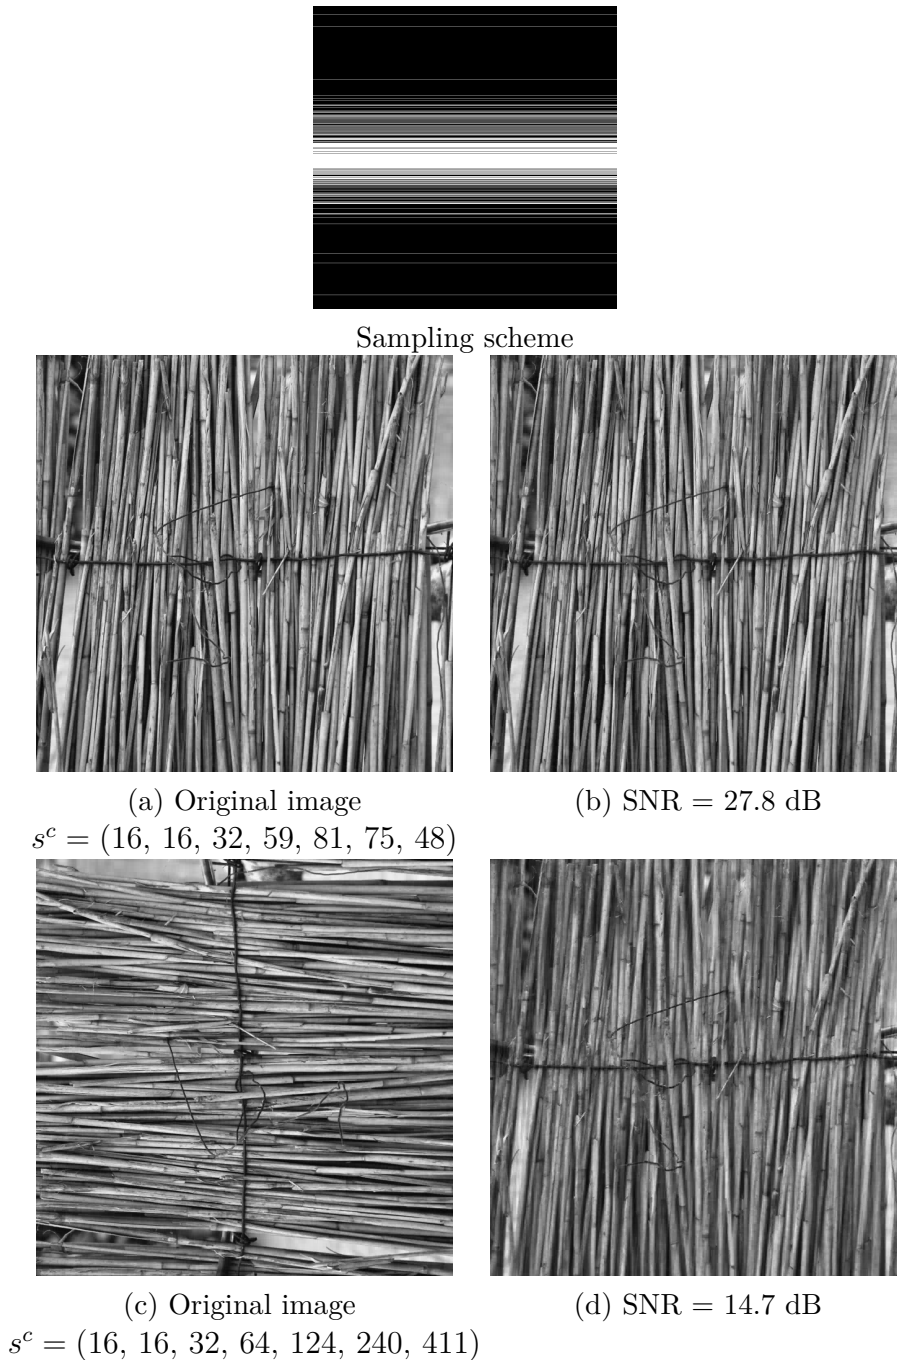 Sampling scheme
(a) Original image
(b) SNR = 27.8 dB
s^c = (16, 16, 32, 59, 81, 75, 48)
(c) Original image
(d) SNR = 14.7 dB
s^c = (16, 16, 32, 64, 124, 240, 411)